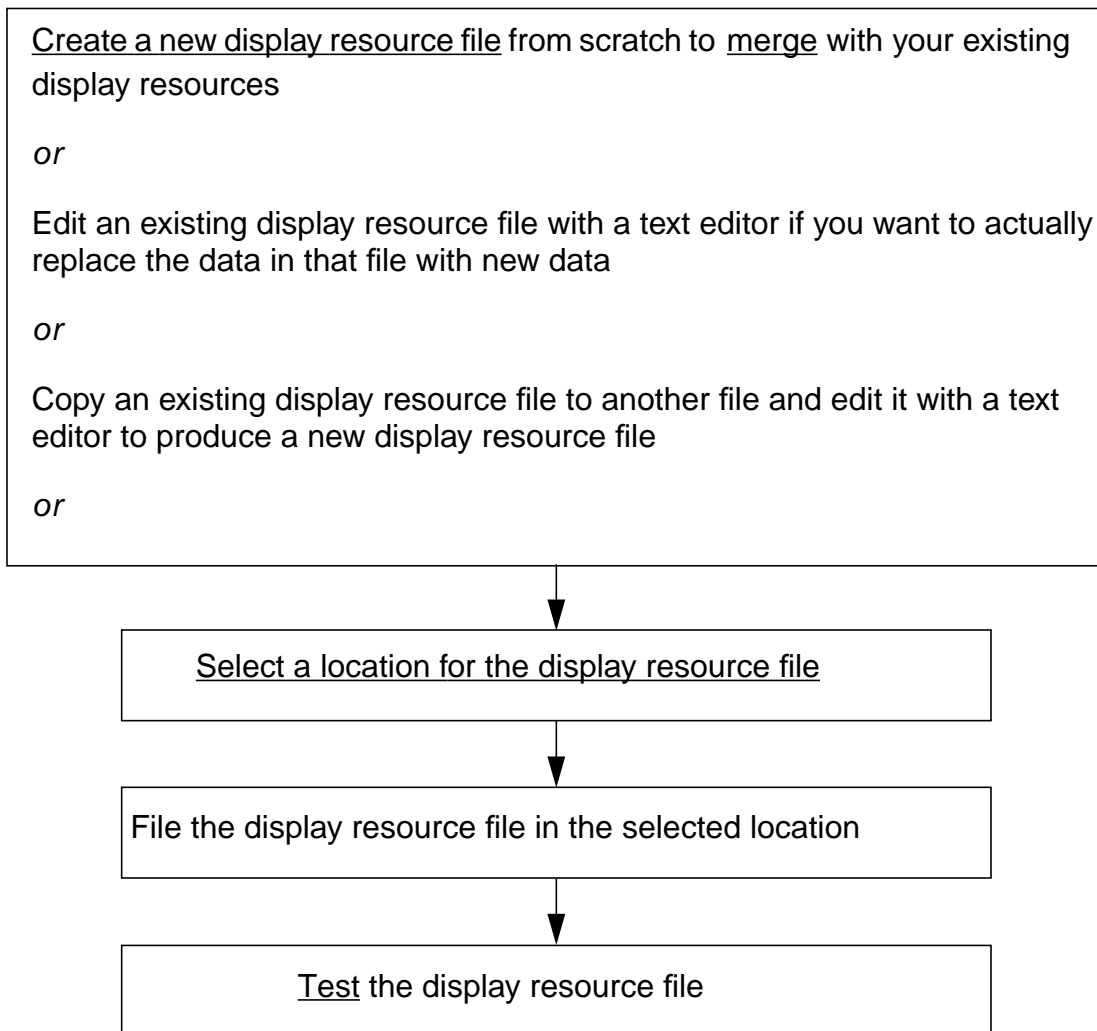 Create a new display resource file from scratch to merge with your existing
display resources
or
Edit an existing display resource file with a text editor if you want to actually
replace the data in that file with new data
or
Copy an existing display resource file to another file and edit it with a text
editor to produce a new display resource file
or
Select a location for the display resource file
File the display resource file in the selected location
Test the display resource file